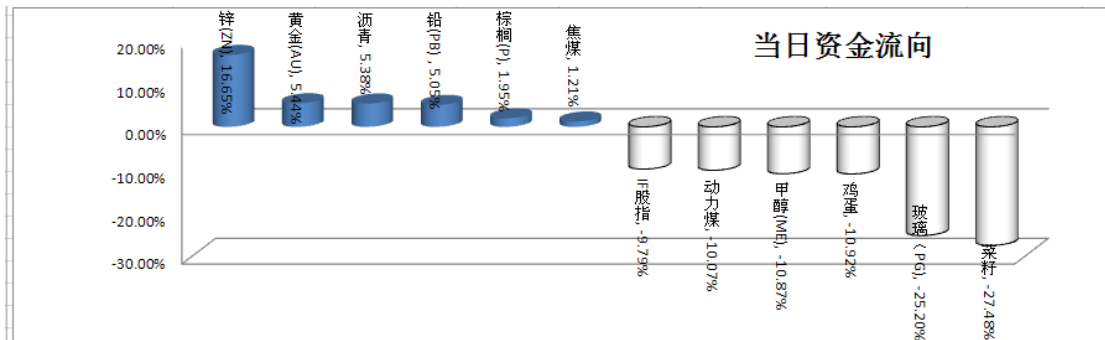 当日资金流向
20.00%
10.00%
0.00%
-10.00%
-20.00%
-30.00%
锌(ZN), 16.65%
黄金(AU), 5.44%
沥青, 5.38%
铅(PB) , 5.05%
棕榈(P), 1.95%
焦煤, 1.21%
IF股指, -9.79%
动力煤, -10.07%
甲醇(ME), -10.87%
鸡蛋, -10.92%
玻璃（PG), -25.20%
菜籽, -27.48%